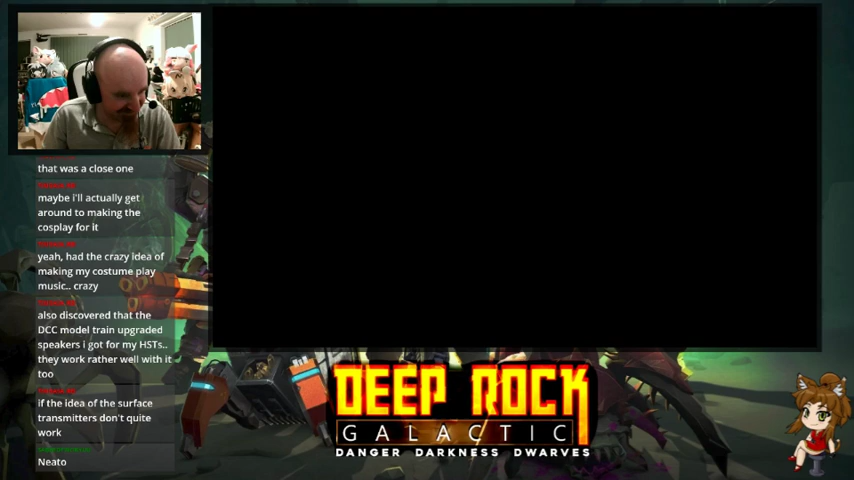 that was a close one
maybe i'll actually get
around to making the
cosplay for it
yeah, had the crazy idea of
making my costume play
music.. crazy
also discovered that the
DCC model train upgraded
speakers i got for my HSTs..
they work rather well with it
too
if the idea of the surface
transmitters don't quite
work
Neato
DEEP ROCK
GALACTIC
DANGER DARKNESS DWARVES